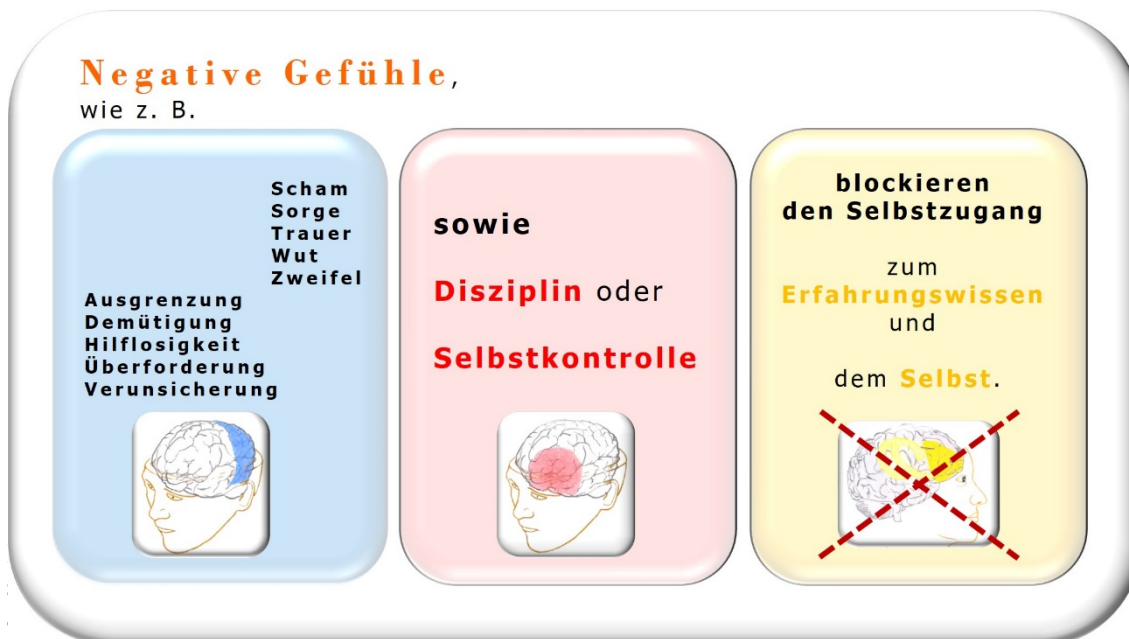 Negative Gefühle,
wie z. B.
Scham
Sorge
Trauer
Wut
Zweifel
Ausgrenzung
Demütigung
Hilflosigkeit
Überforderung
Verunsicherung
sowie
Disziplin oder
Selbstkontrolle
blockieren
den Selbstzugang
zum
Erfahrungswissen
und
dem Selbst.